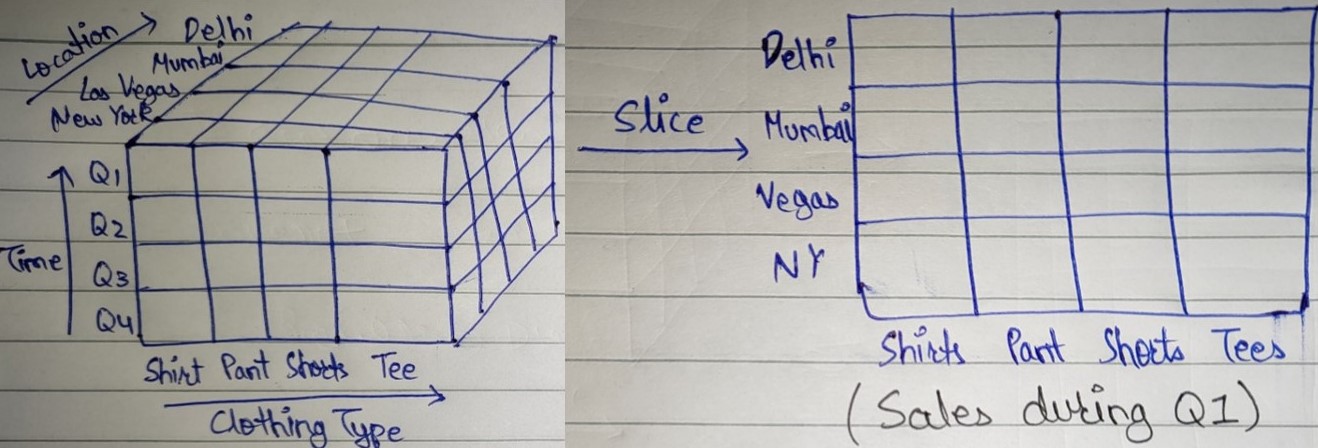 Location
Delhi
Mumbai
Las Vegas
New York
Q1
Q2
Q3
Q4
Time
Shirt Pant Shorts Tee
Clothing Type
Slice
Delhi
Mumbai
Vegas
NY
Shirts Pant Shorts Tees
(Sales during Q1)